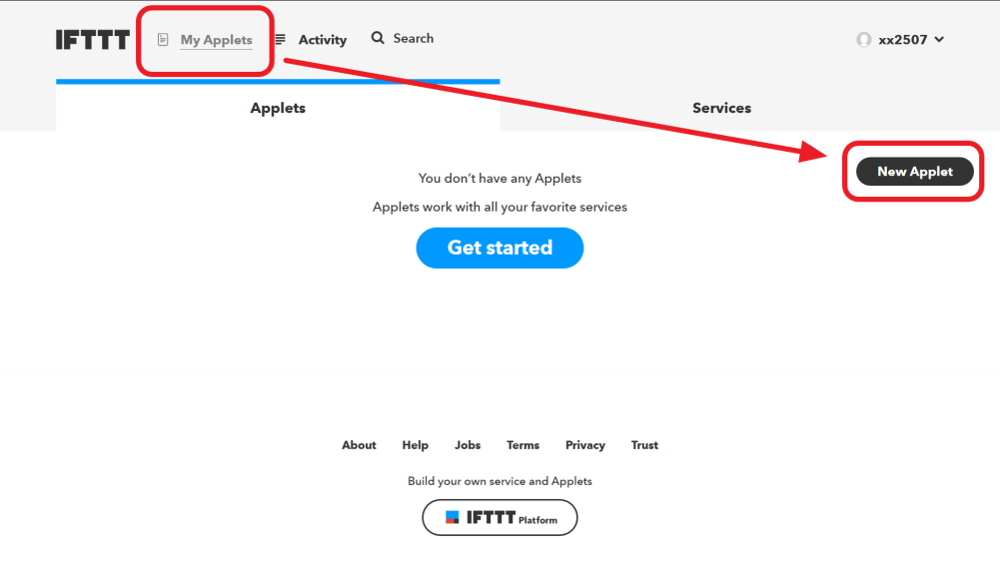 IFTTT My Applets Activity Search xx2507
Applets Services
New Applet
You don't have any Applets
Applets work with all your favorite services
Get started
About Help Jobs Terms Privacy Trust
Build your own service and Applets
IFTTT Platform